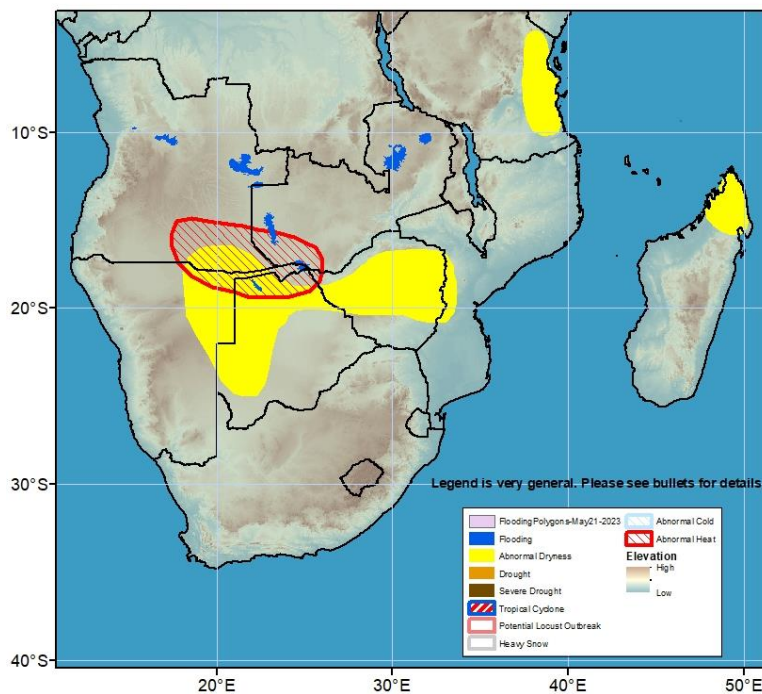 10°S
20°S
30°S
40°S
20°E
30°E
40°E
50°E
Legend is very general. Please see bullets for details
Flooding Polygons-May21-2023
Flooding
Abnormal Dryness
Drought
Severe Drought
Tropical Cyclone
Potential Locust Outbreak
Heavy Snow
Abnormal Cold
Abnormal Heat
Elevation
High
Low